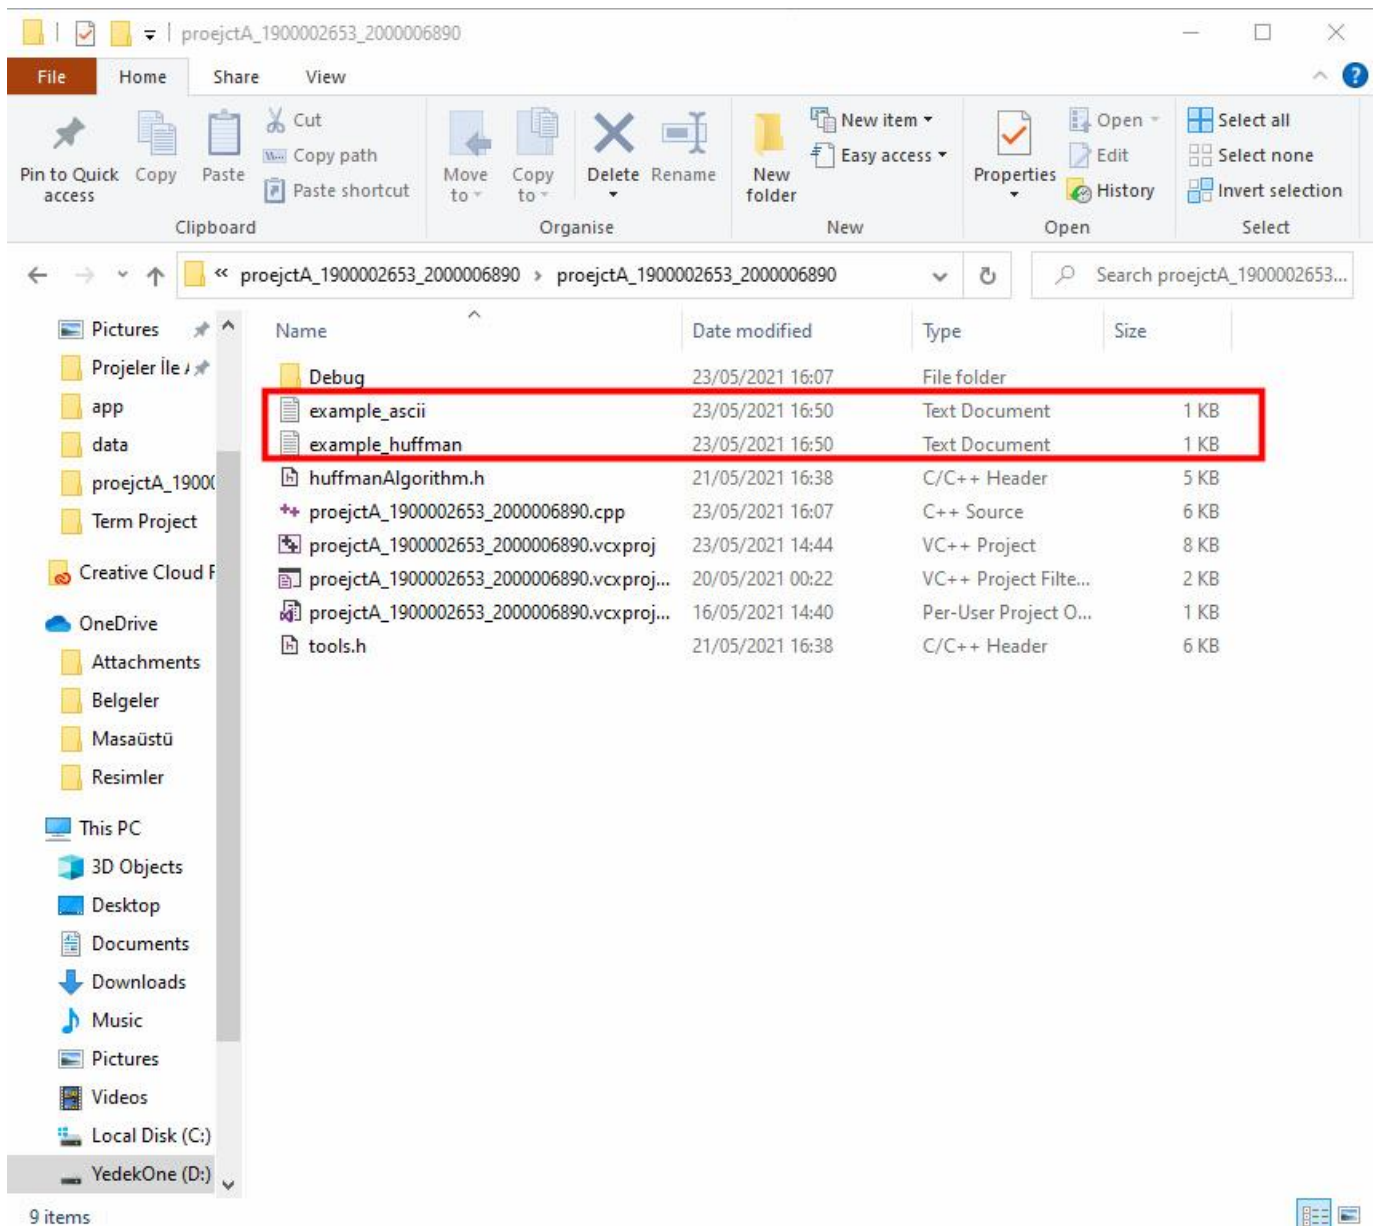 proejctA_1900002653_2000006890
File Home Share View
Pin to Quick access
Copy
Paste
Cut
Copy path
Paste shortcut
Clipboard
Move to
Copy to
Delete
Rename
Organise
New folder
New item
Easy access
New
Properties
Open
Edit
History
Open
Select all
Select none
Invert selection
Select
« proejctA_1900002653_2000006890 › proejctA_1900002653_2000006890
Search proejctA_1900002653...
Pictures
Projeler İle
app
data
proejctA_1900
Term Project
Creative Cloud F
OneDrive
Attachments
Belgeler
Masaüstü
Resimler
This PC
3D Objects
Desktop
Documents
Downloads
Music
Pictures
Videos
Local Disk (C:)
YedekOne (D:)
Name Date modified Type Size
Debug 23/05/2021 16:07 File folder
example_ascii 23/05/2021 16:50 Text Document 1 KB
example_huffman 23/05/2021 16:50 Text Document 1 KB
huffmanAlgorithm.h 21/05/2021 16:38 C/C++ Header 5 KB
proejctA_1900002653_2000006890.cpp 23/05/2021 16:07 C++ Source 6 KB
proejctA_1900002653_2000006890.vcxproj 23/05/2021 14:44 VC++ Project 8 KB
proejctA_1900002653_2000006890.vcxproj... 20/05/2021 00:22 VC++ Project Filte... 2 KB
proejctA_1900002653_2000006890.vcxproj... 16/05/2021 14:40 Per-User Project O... 1 KB
tools.h 21/05/2021 16:38 C/C++ Header 6 KB
9 items